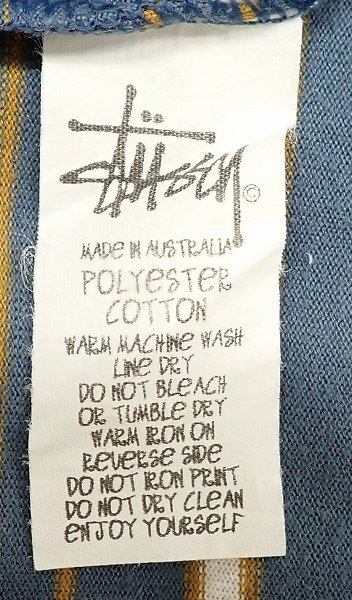 Stüssy ©
MADE IN AUSTRALIA
POLYESTER
COTTON
WARM MACHINE WASH
LINE DRY
DO NOT BLEACH
OR TUMBLE DRY
WARM IRON ON
REVERSE SIDE
DO NOT IRON PRINT
DO NOT DRY CLEAN
ENJOY YOURSELF